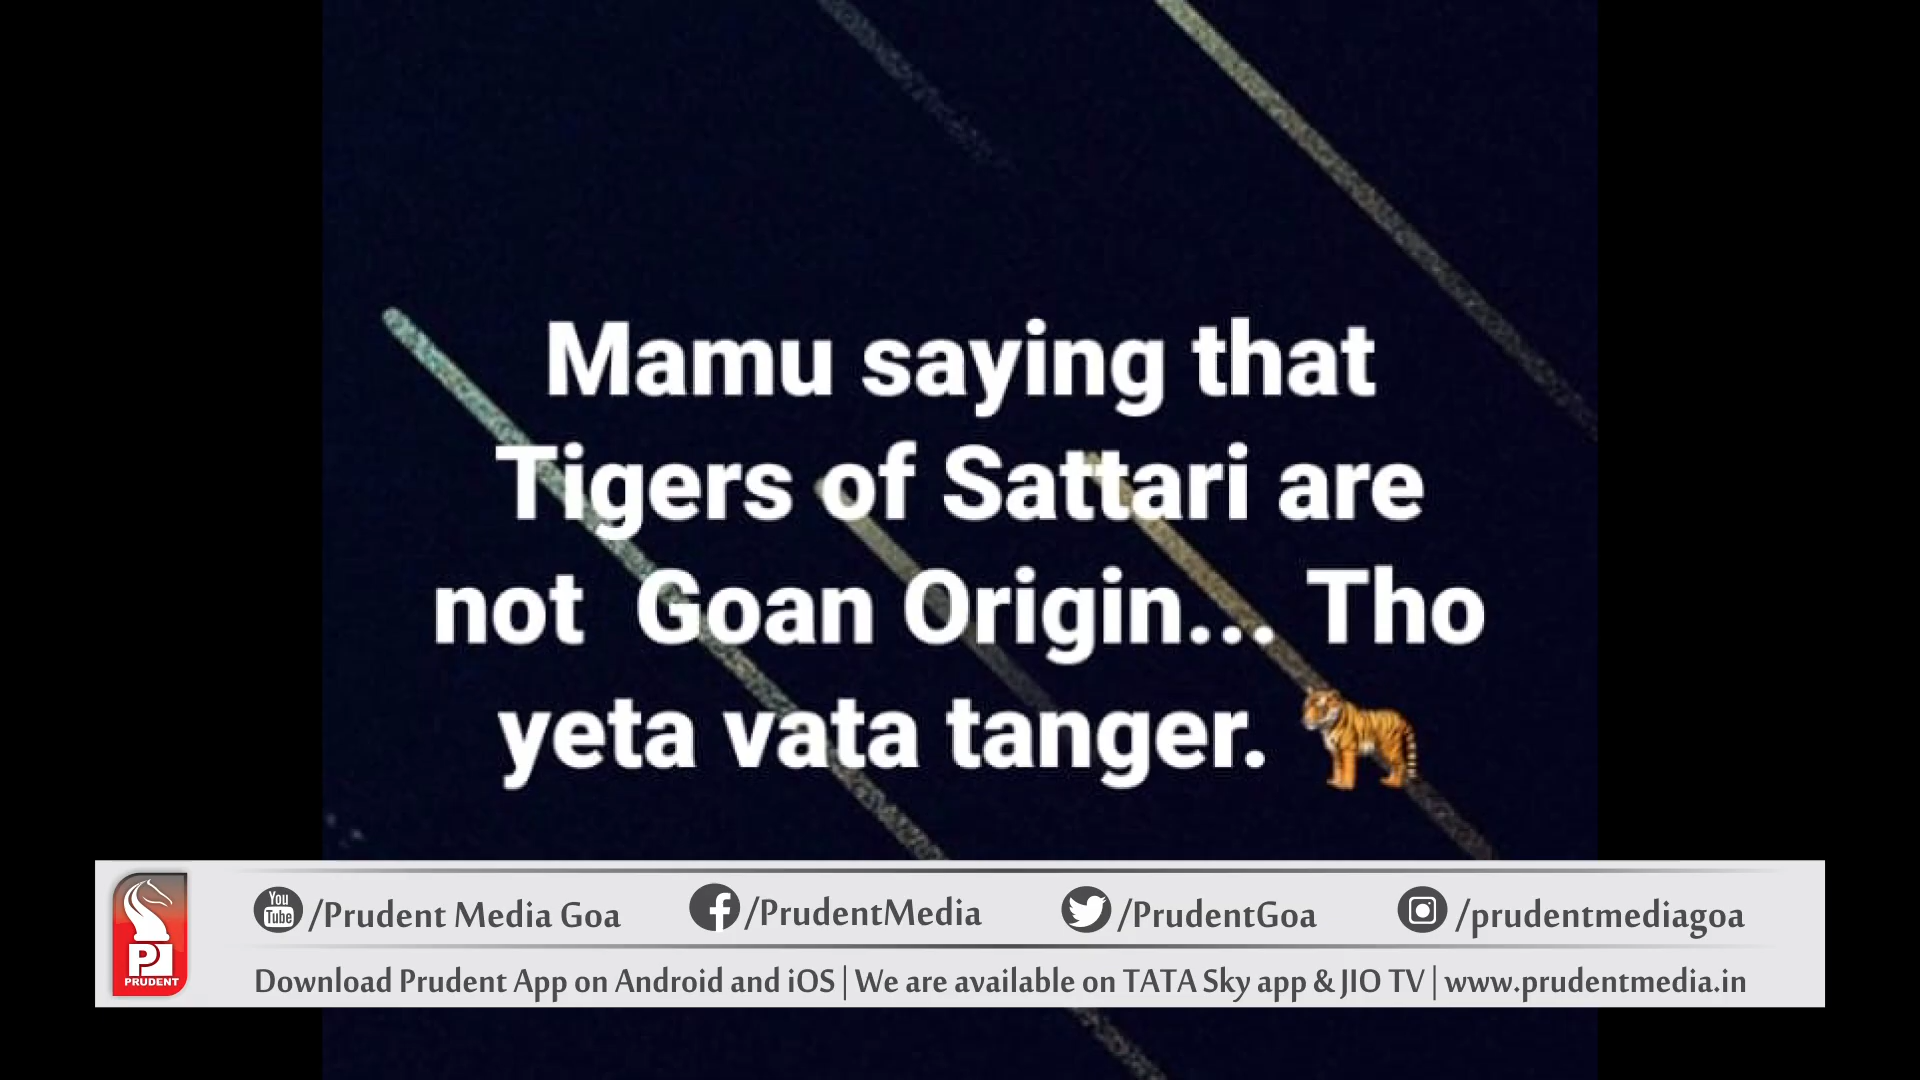 Mamu saying that
Tigers of Sattari are
not Goan Origin... Tho
yeta vata tanger. 🐅
You Tube /Prudent Media Goa f /PrudentMedia /PrudentGoa /prudentmediagoa
PI PRUDENT
Download Prudent App on Android and iOS | We are available on TATA Sky app & JIO TV | www.prudentmedia.in